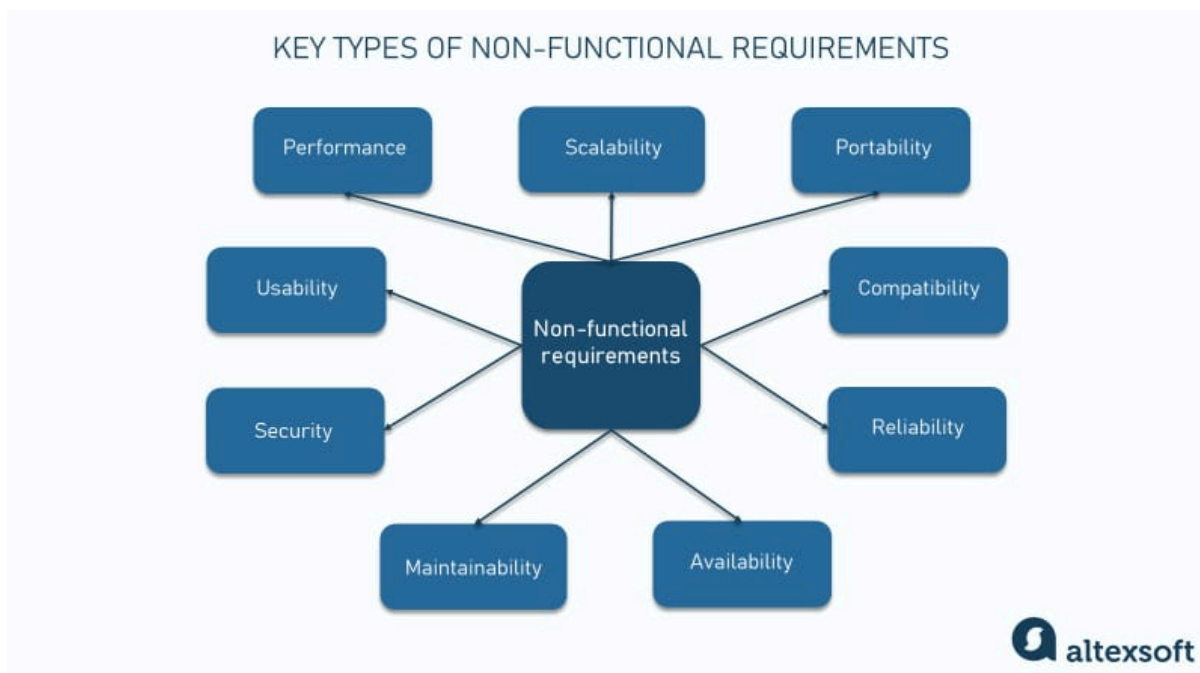 KEY TYPES OF NON-FUNCTIONAL REQUIREMENTS
Performance
Scalability
Portability
Usability
Non-functional
requirements
Compatibility
Security
Reliability
Maintainability
Availability
altexsoft